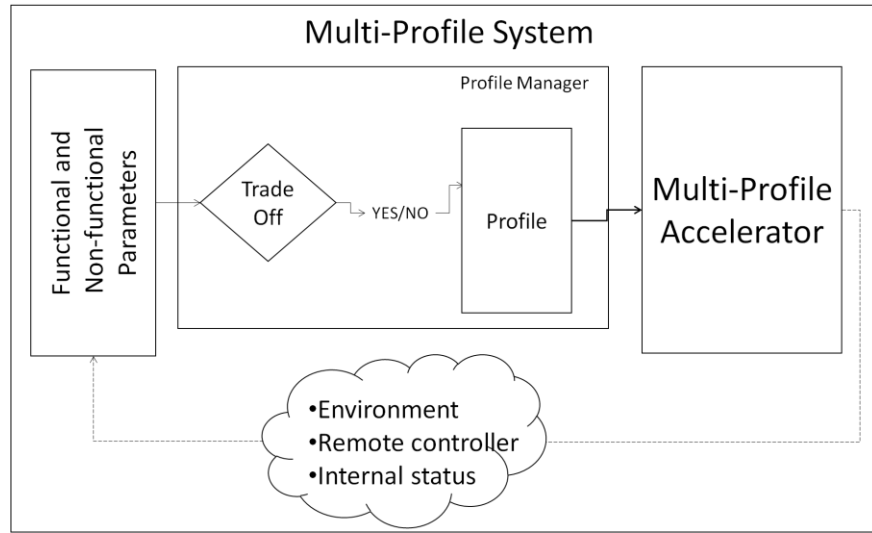 Multi-Profile System
Functional and
Non-functional
Parameters
Profile Manager
Trade
Off
YES/NO
Profile
Multi-Profile
Accelerator
•Environment
•Remote controller
•Internal status